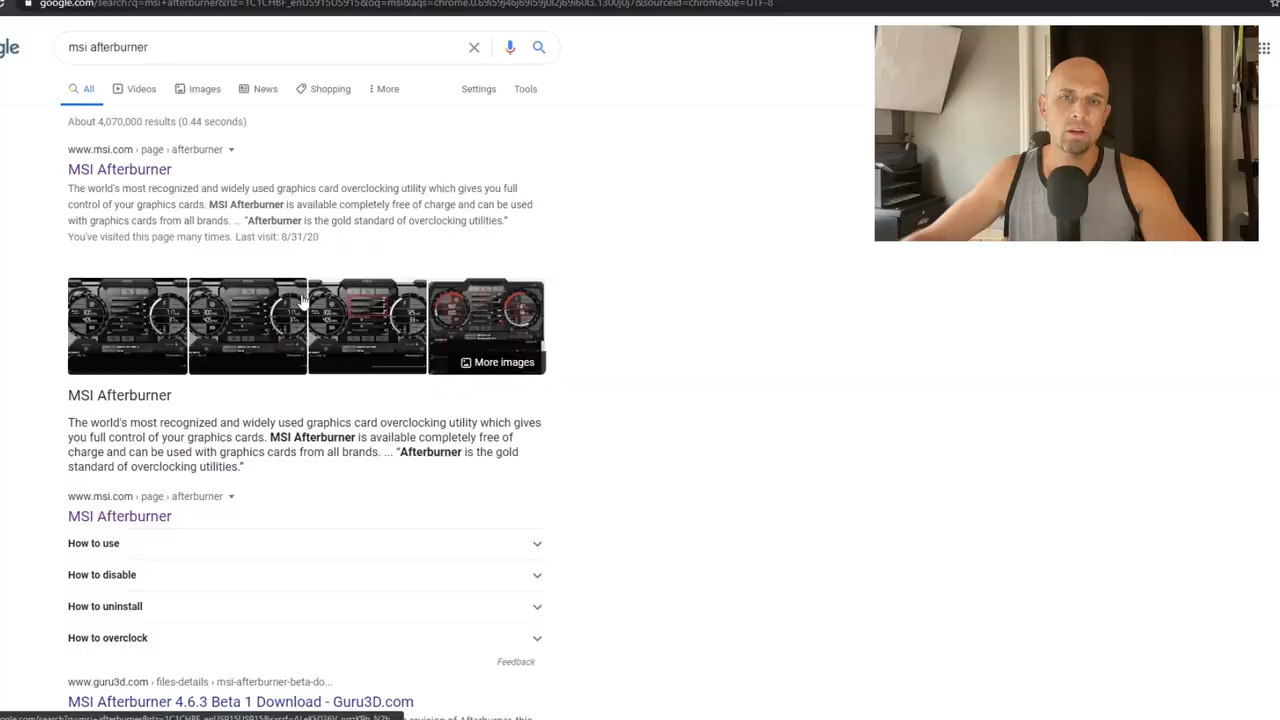 google.com/search?q=msi+afterburner&rlz=1C1CHBF_enUS915US915&oq=msi&aqs=chrome.0.69i59j46j69i59j0l2j69i60l3.1300j0j7&sourceid=chrome&ie=UTF-8
gle
msi afterburner
All
Videos
Images
News
Shopping
More
Settings
Tools
About 4,070,000 results (0.44 seconds)
www.msi.com › page › afterburner
MSI Afterburner
The world's most recognized and widely used graphics card overclocking utility which gives you full
control of your graphics cards. MSI Afterburner is available completely free of charge and can be used
with graphics cards from all brands. ... “Afterburner is the gold standard of overclocking utilities.”
You've visited this page many times. Last visit: 8/31/20
More images
MSI Afterburner
The world's most recognized and widely used graphics card overclocking utility which gives
you full control of your graphics cards. MSI Afterburner is available completely free of
charge and can be used with graphics cards from all brands. ... “Afterburner is the gold
standard of overclocking utilities.”
www.msi.com › page › afterburner
MSI Afterburner
How to use
How to disable
How to uninstall
How to overclock
Feedback
www.guru3d.com › files-details › msi-afterburner-beta-do...
MSI Afterburner 4.6.3 Beta 1 Download - Guru3D.com